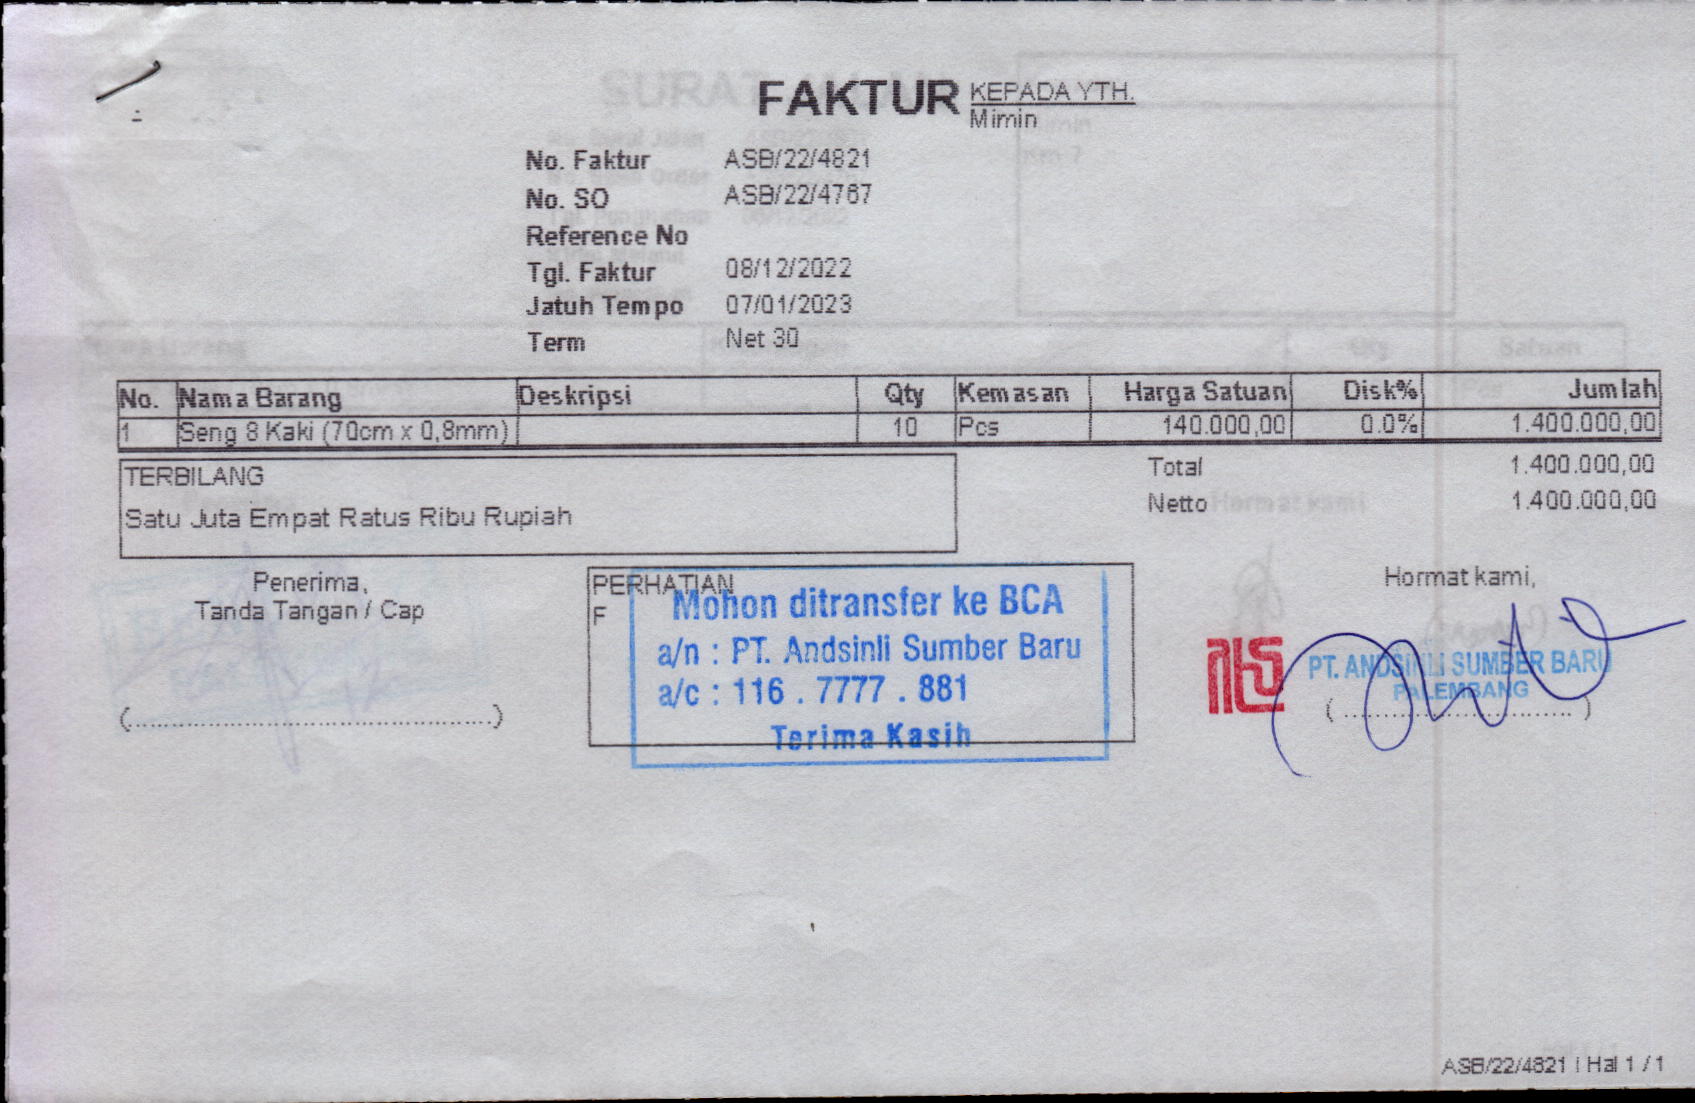 FAKTUR
KEPADA YTH.
Mimin
No. Faktur ASB/22/4821
No. SO ASB/22/4767
Reference No
Tgl. Faktur 08/12/2022
Jatuh Tempo 07/01/2023
Term Net 30
No. Nama Barang Deskripsi Qty Kemasan Harga Satuan Disk% Jumlah
1 Seng 8 Kaki (70cm x 0,8mm) 10 Pcs 140.000,00 0.0% 1.400.000,00
TERBILANG
Satu Juta Empat Ratus Ribu Rupiah
Total 1.400.000,00
Netto 1.400.000,00
Penerima,
Tanda Tangan / Cap
(........................................)
PERHATIAN
F
Mohon ditransfer ke BCA
a/n : PT. Andsinli Sumber Baru
a/c : 116 . 7777 . 881
Terima Kasih
Hormat kami,
PT. ANDSINLI SUMBER BARU
PALEMBANG
(..............................)
ASB/22/4821 | Hal 1 / 1